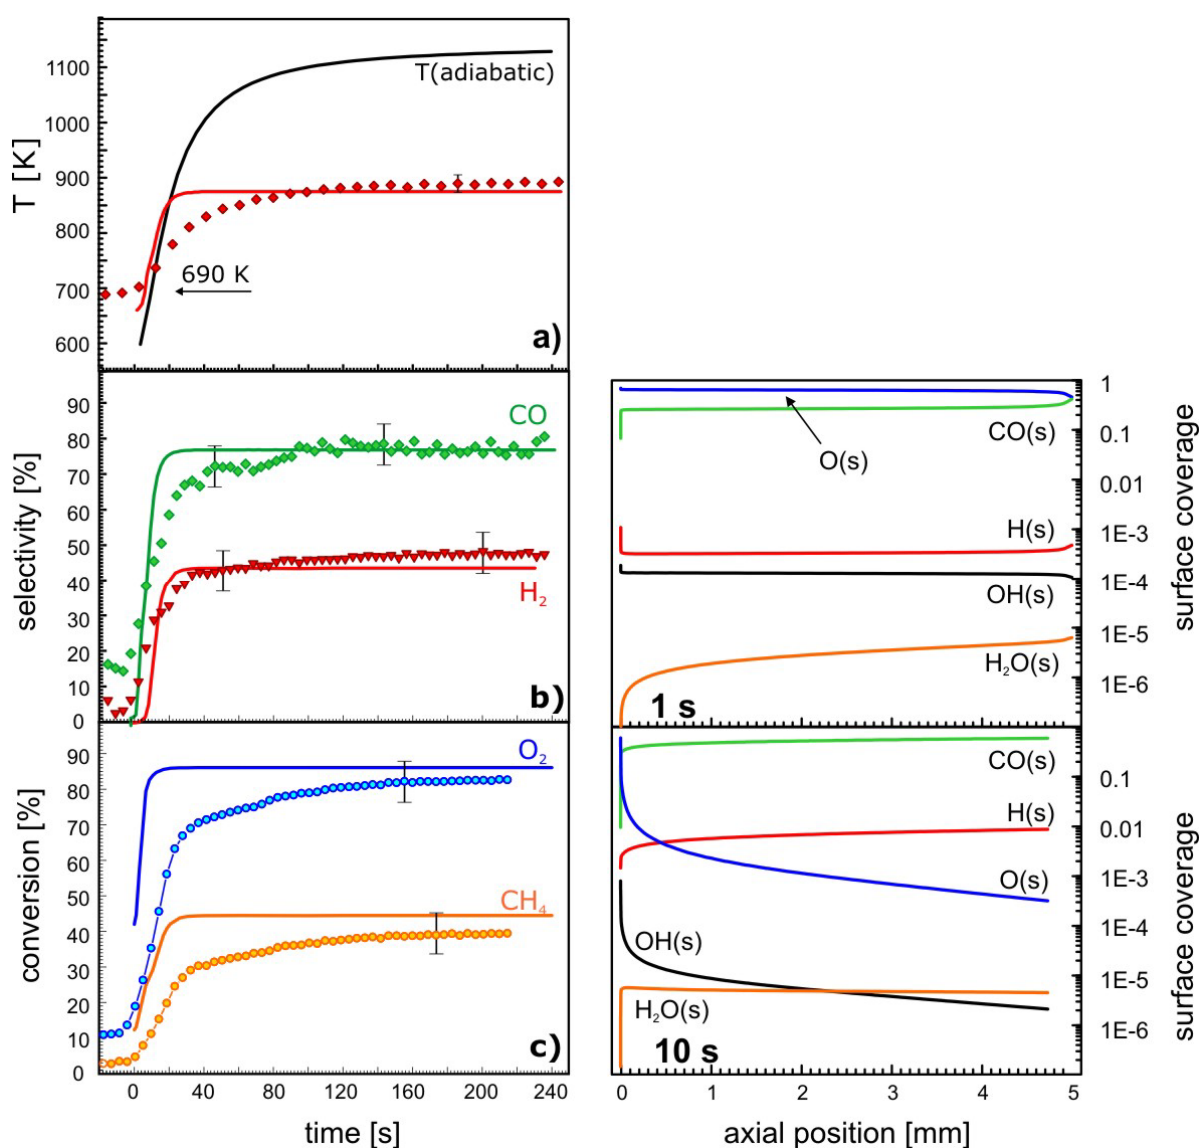 T [K]
1100
1000
900
800
700
600
T(adiabatic)
690 K
a)
selectivity [%]
90
80
70
60
50
40
30
20
10
0
CO
H₂
b)
conversion [%]
90
80
70
60
50
40
30
20
10
0
O₂
CH₄
c)
0 40 80 120 160 200 240
time [s]
O(s)
CO(s)
H(s)
OH(s)
H₂O(s)
1 s
1
0.1
0.01
1E-3
1E-4
1E-5
1E-6
surface coverage
CO(s)
H(s)
O(s)
OH(s)
H₂O(s)
10 s
0.1
0.01
1E-3
1E-4
1E-5
1E-6
surface coverage
0 1 2 3 4 5
axial position [mm]